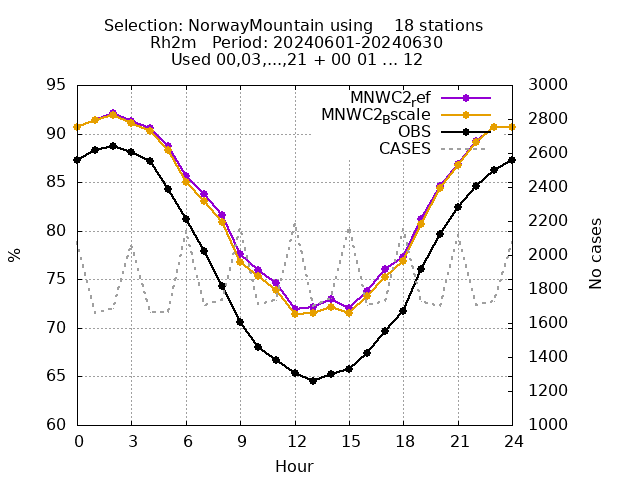 Selection: NorwayMountain using    18 stations
Rh2m   Period: 20240601-20240630
Used 00,03,...,21 + 00 01 ... 12
MNWC2_ref
MNWC2_Bscale
OBS
CASES
95
90
85
80
75
70
65
60
%
3000
2800
2600
2400
2200
2000
1800
1600
1400
1200
1000
No cases
0 3 6 9 12 15 18 21 24
Hour